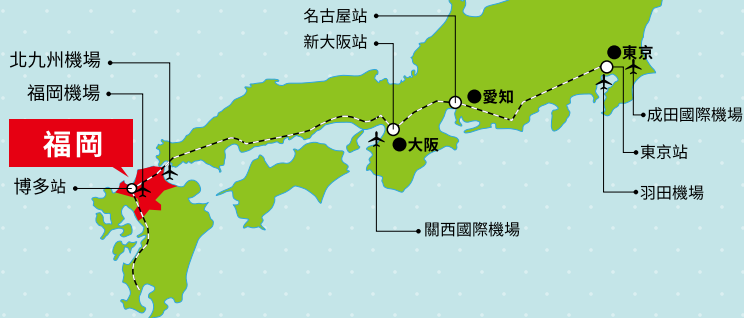 名古屋站
新大阪站
東京
北九州機場
福岡機場
愛知
成田國際機場
福岡
大阪
東京站
博多站
羽田機場
關西國際機場